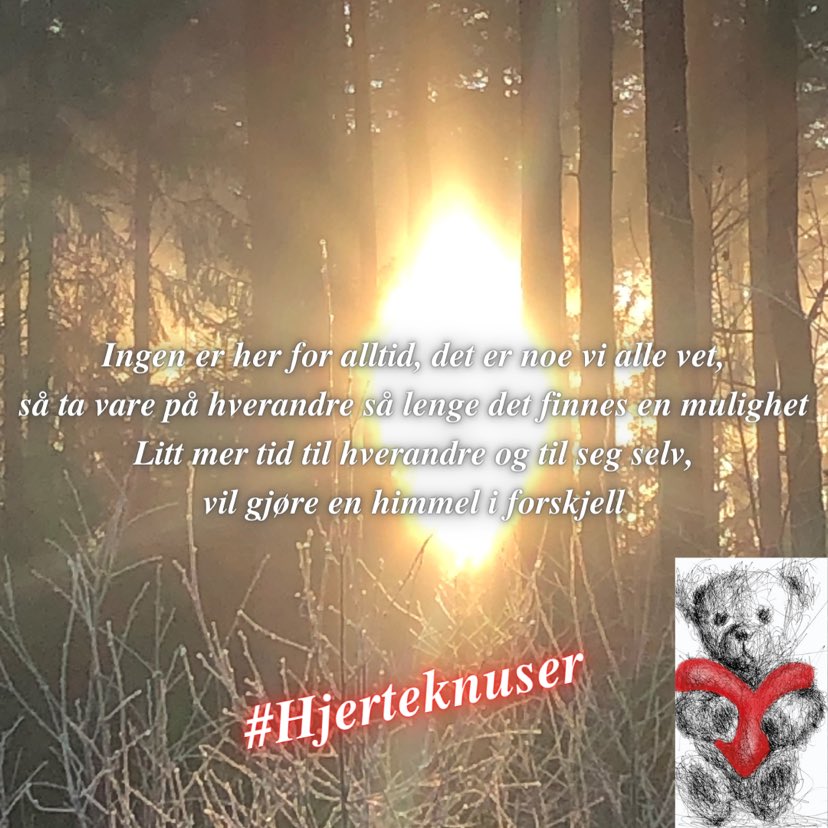 Ingen er her for alltid, det er noe vi alle vet,
så ta vare på hverandre så lenge det finnes en mulighet
Litt mer tid til hverandre og til seg selv,
vil gjøre en himmel i forskjell
#Hjerteknuser